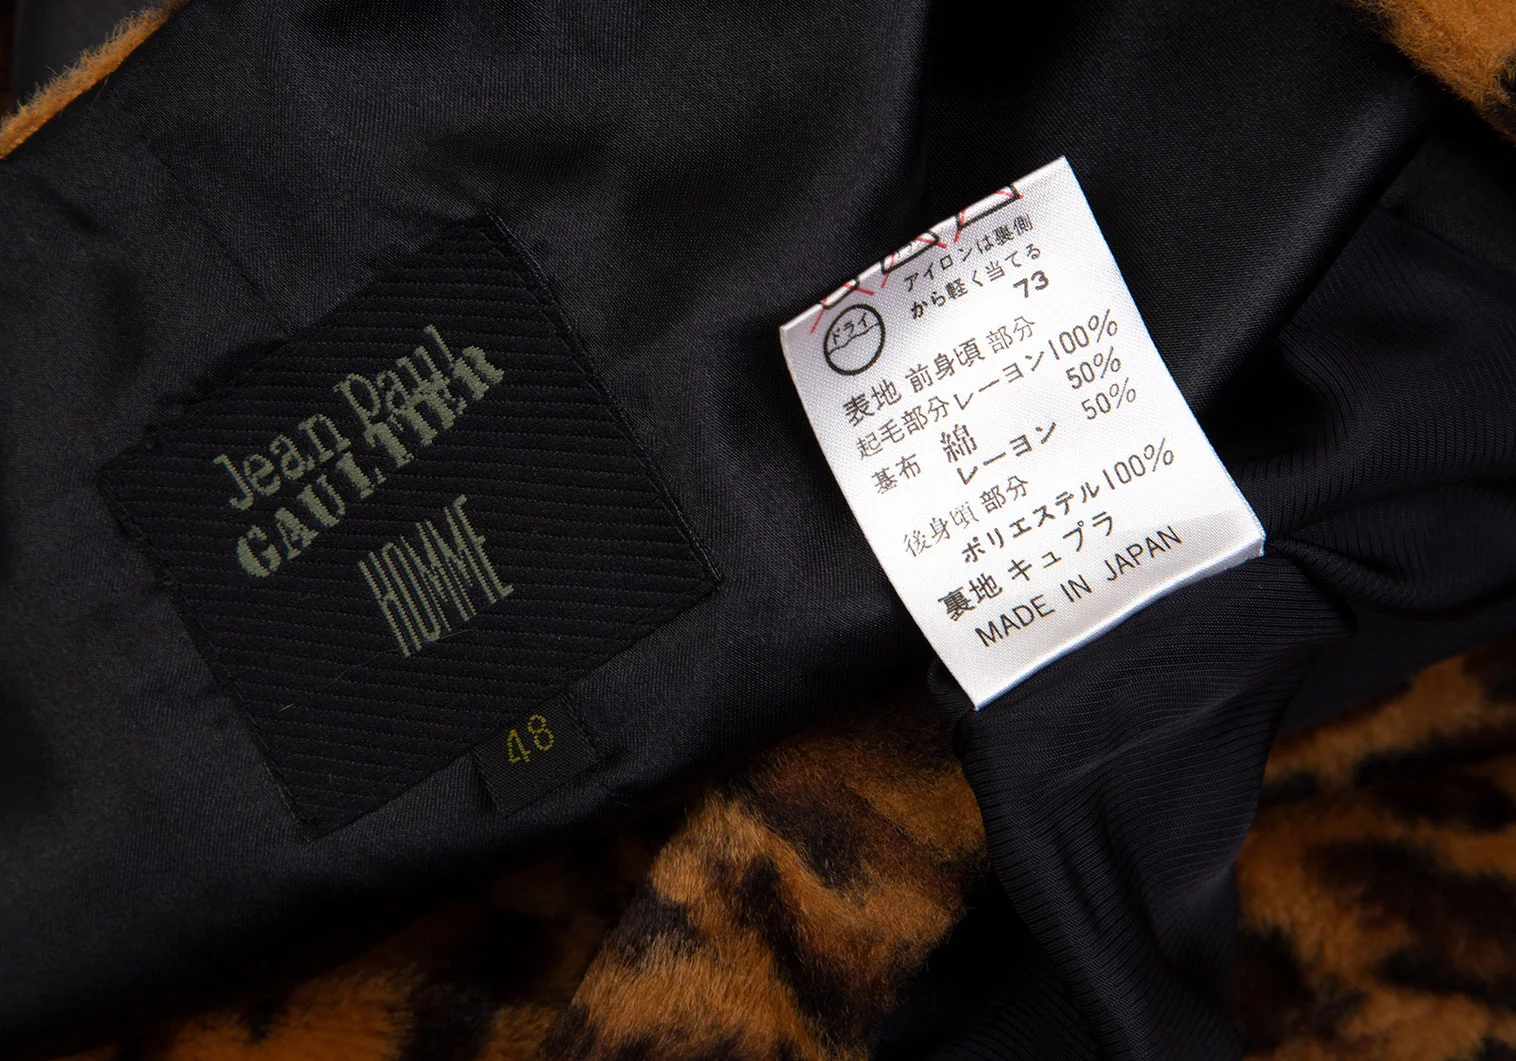 Jean Paul
GAULTIER
HOMME
48
アイロンは裏側
から軽く当てる
73
ドライ
表地 前身頃 部分
起毛部分レーヨン100%
基布 綿 50%
レーヨン 50%
後身頃 部分
ポリエステル100%
裏地 キュプラ
MADE IN JAPAN